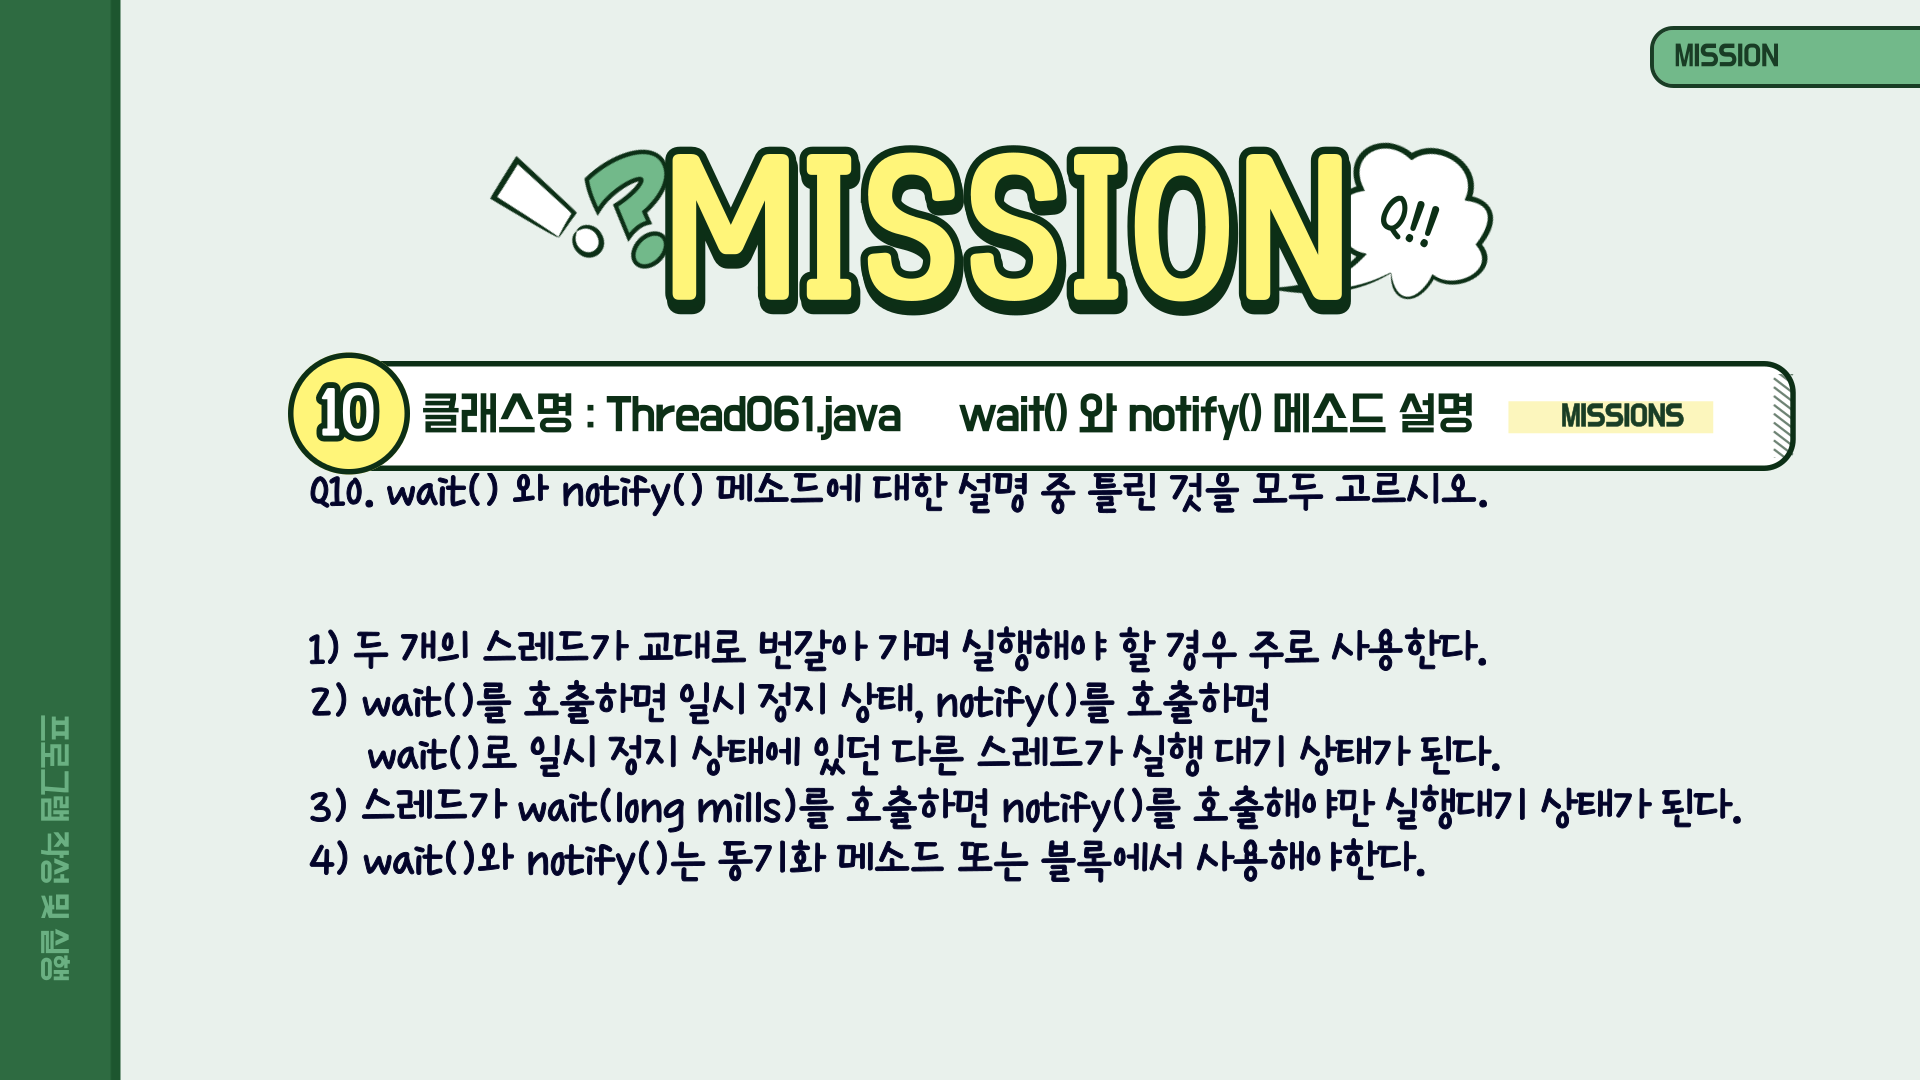 MISSION
MISSION
Q!!
10 클래스명 : Thread061.java wait() 와 notify() 메소드 설명 MISSIONS
Q10. wait() 와 notify() 메소드에 대한 설명 중 틀린 것을 모두 고르시오.
1) 두 개의 스레드가 교대로 번갈아 가며 실행해야 할 경우 주로 사용한다.
2) wait()를 호출하면 일시 정지 상태, notify()를 호출하면
wait()로 일시 정지 상태에 있던 다른 스레드가 실행 대기 상태가 된다.
3) 스레드가 wait(long mills)를 호출하면 notify()를 호출해야만 실행대기 상태가 된다.
4) wait()와 notify()는 동기화 메소드 또는 블록에서 사용해야한다.
프로그램 작성 및 실행